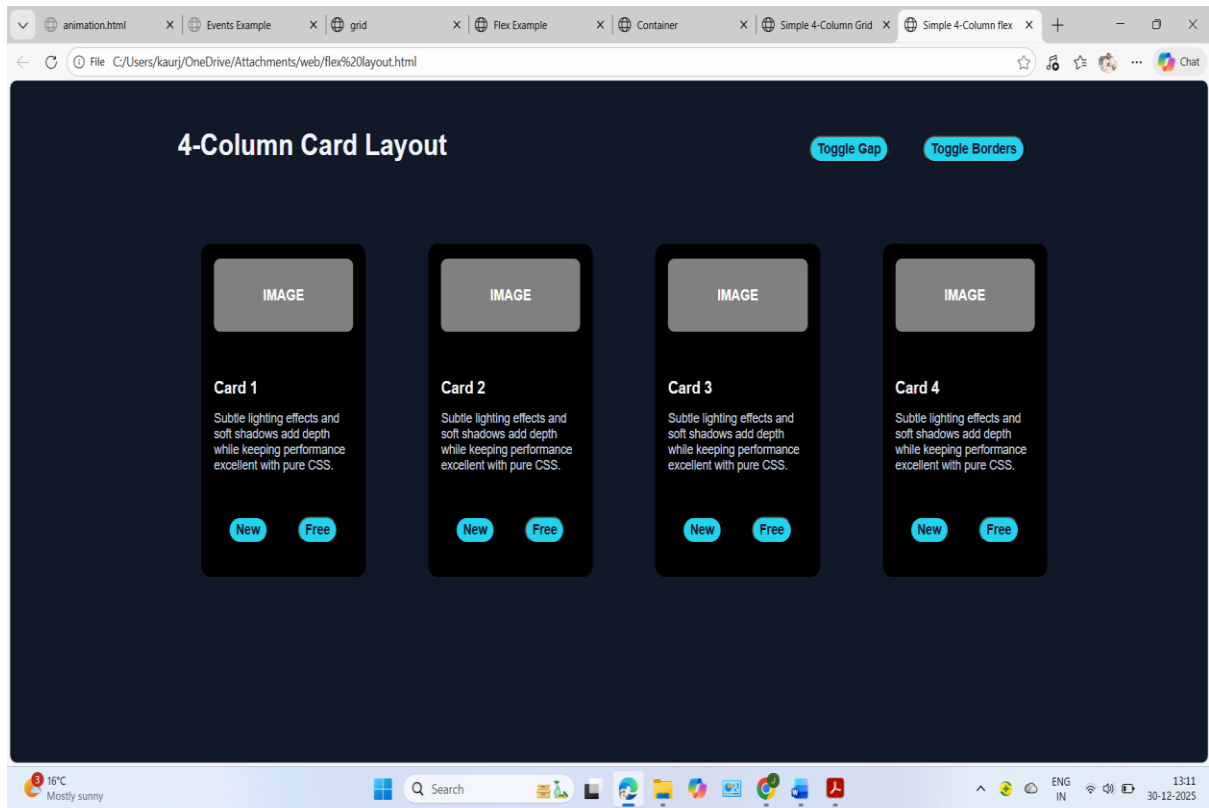 animation.html
Events Example
grid
Flex Example
Container
Simple 4-Column Grid
Simple 4-Column flex
File C:/Users/kaurj/OneDrive/Attachments/web/flex%20layout.html
Chat
4-Column Card Layout
Toggle Gap
Toggle Borders
IMAGE
Card 1
Subtle lighting effects and
soft shadows add depth
while keeping performance
excellent with pure CSS.
New Free
IMAGE
Card 2
Subtle lighting effects and
soft shadows add depth
while keeping performance
excellent with pure CSS.
New Free
IMAGE
Card 3
Subtle lighting effects and
soft shadows add depth
while keeping performance
excellent with pure CSS.
New Free
IMAGE
Card 4
Subtle lighting effects and
soft shadows add depth
while keeping performance
excellent with pure CSS.
New Free
3
16°C
Mostly sunny
Search
ENG
IN
13:11
30-12-2025